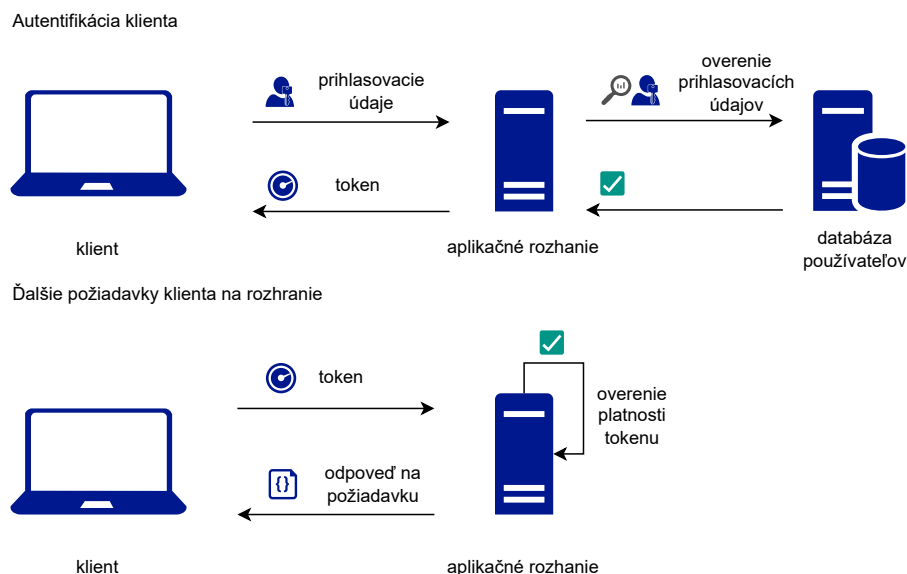 Autentifikácia klienta
prihlasovacie
údaje
overenie
prihlasovacích
údajov
token
klient
aplikačné rozhanie
databáza
používateľov
Ďalšie požiadavky klienta na rozhranie
token
overenie
platnosti
tokenu
odpoveď na
požiadavku
klient
aplikačné rozhanie